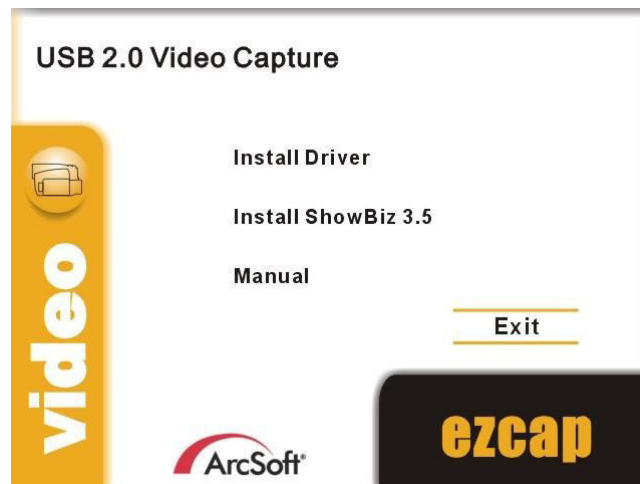 USB 2.0 Video Capture
Install Driver
Install ShowBiz 3.5
Manual
Exit
video
ArcSoft®
ezcap